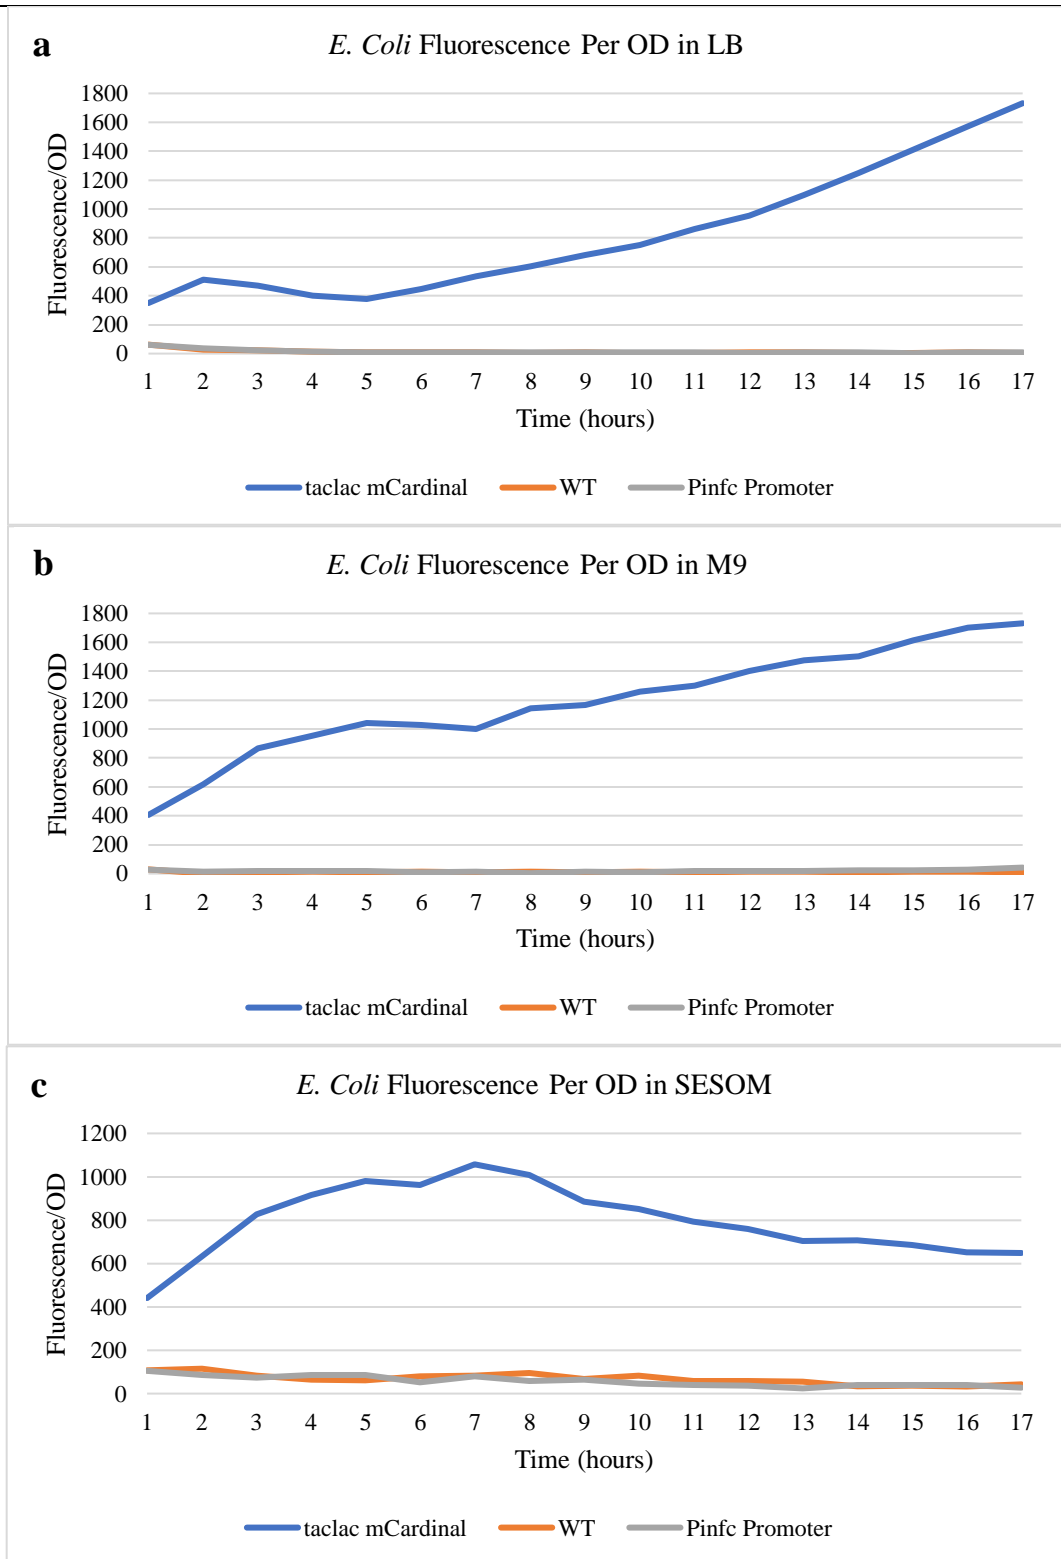 a
E. Coli Fluorescence Per OD in LB
1800
1600
1400
1200
1000
800
600
400
200
0
Fluorescence/OD
1 2 3 4 5 6 7 8 9 10 11 12 13 14 15 16 17
Time (hours)
taclac mCardinal WT Pinfc Promoter
b
E. Coli Fluorescence Per OD in M9
1800
1600
1400
1200
1000
800
600
400
200
0
Fluorescence/OD
1 2 3 4 5 6 7 8 9 10 11 12 13 14 15 16 17
Time (hours)
taclac mCardinal WT Pinfc Promoter
c
E. Coli Fluorescence Per OD in SESOM
1200
1000
800
600
400
200
0
Fluorescence/OD
1 2 3 4 5 6 7 8 9 10 11 12 13 14 15 16 17
Time (hours)
taclac mCardinal WT Pinfc Promoter